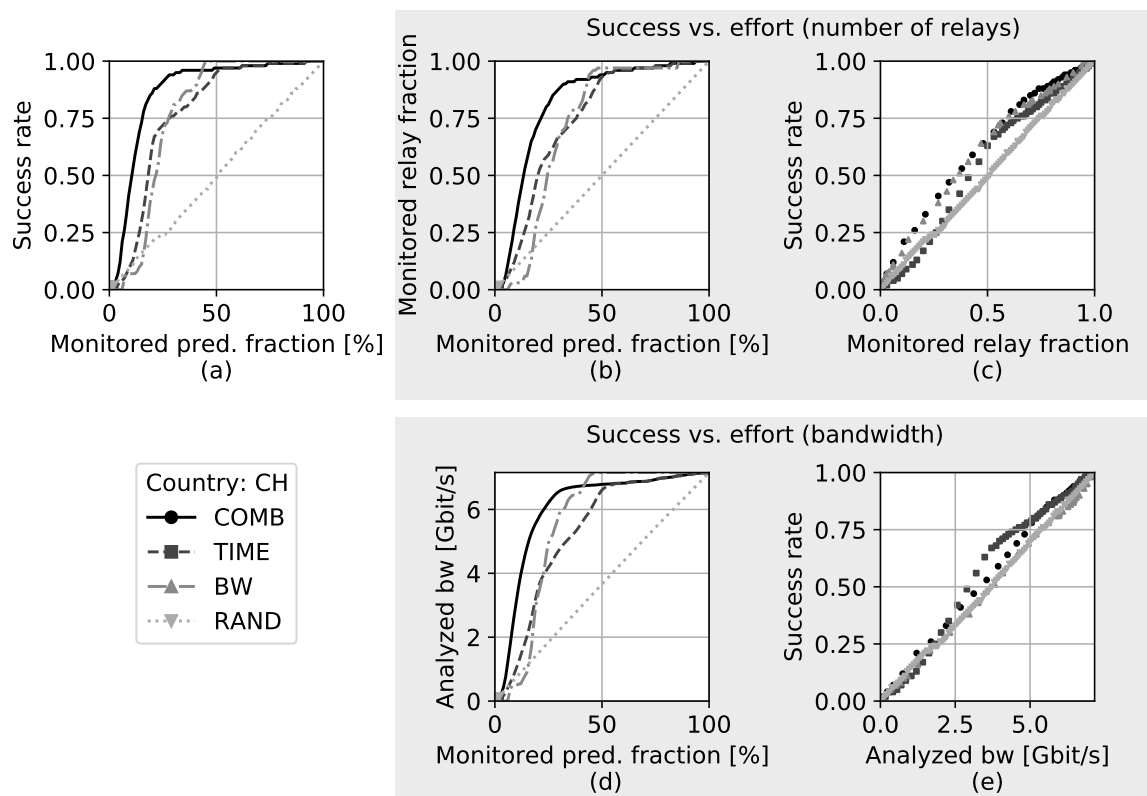 Success vs. effort (number of relays)
1.00
0.75
0.50
0.25
0.00
Success rate
0
50
100
Monitored pred. fraction [%]
(a)
1.00
0.75
0.50
0.25
0.00
Monitored relay fraction
0
50
100
Monitored pred. fraction [%]
(b)
1.00
0.75
0.50
0.25
0.00
Success rate
0.0
0.5
1.0
Monitored relay fraction
(c)
Country: CH
COMB
TIME
BW
RAND
Success vs. effort (bandwidth)
6
4
2
0
Analyzed bw [Gbit/s]
0
50
100
Monitored pred. fraction [%]
(d)
1.00
0.75
0.50
0.25
0.00
Success rate
0.0
2.5
5.0
Analyzed bw [Gbit/s]
(e)